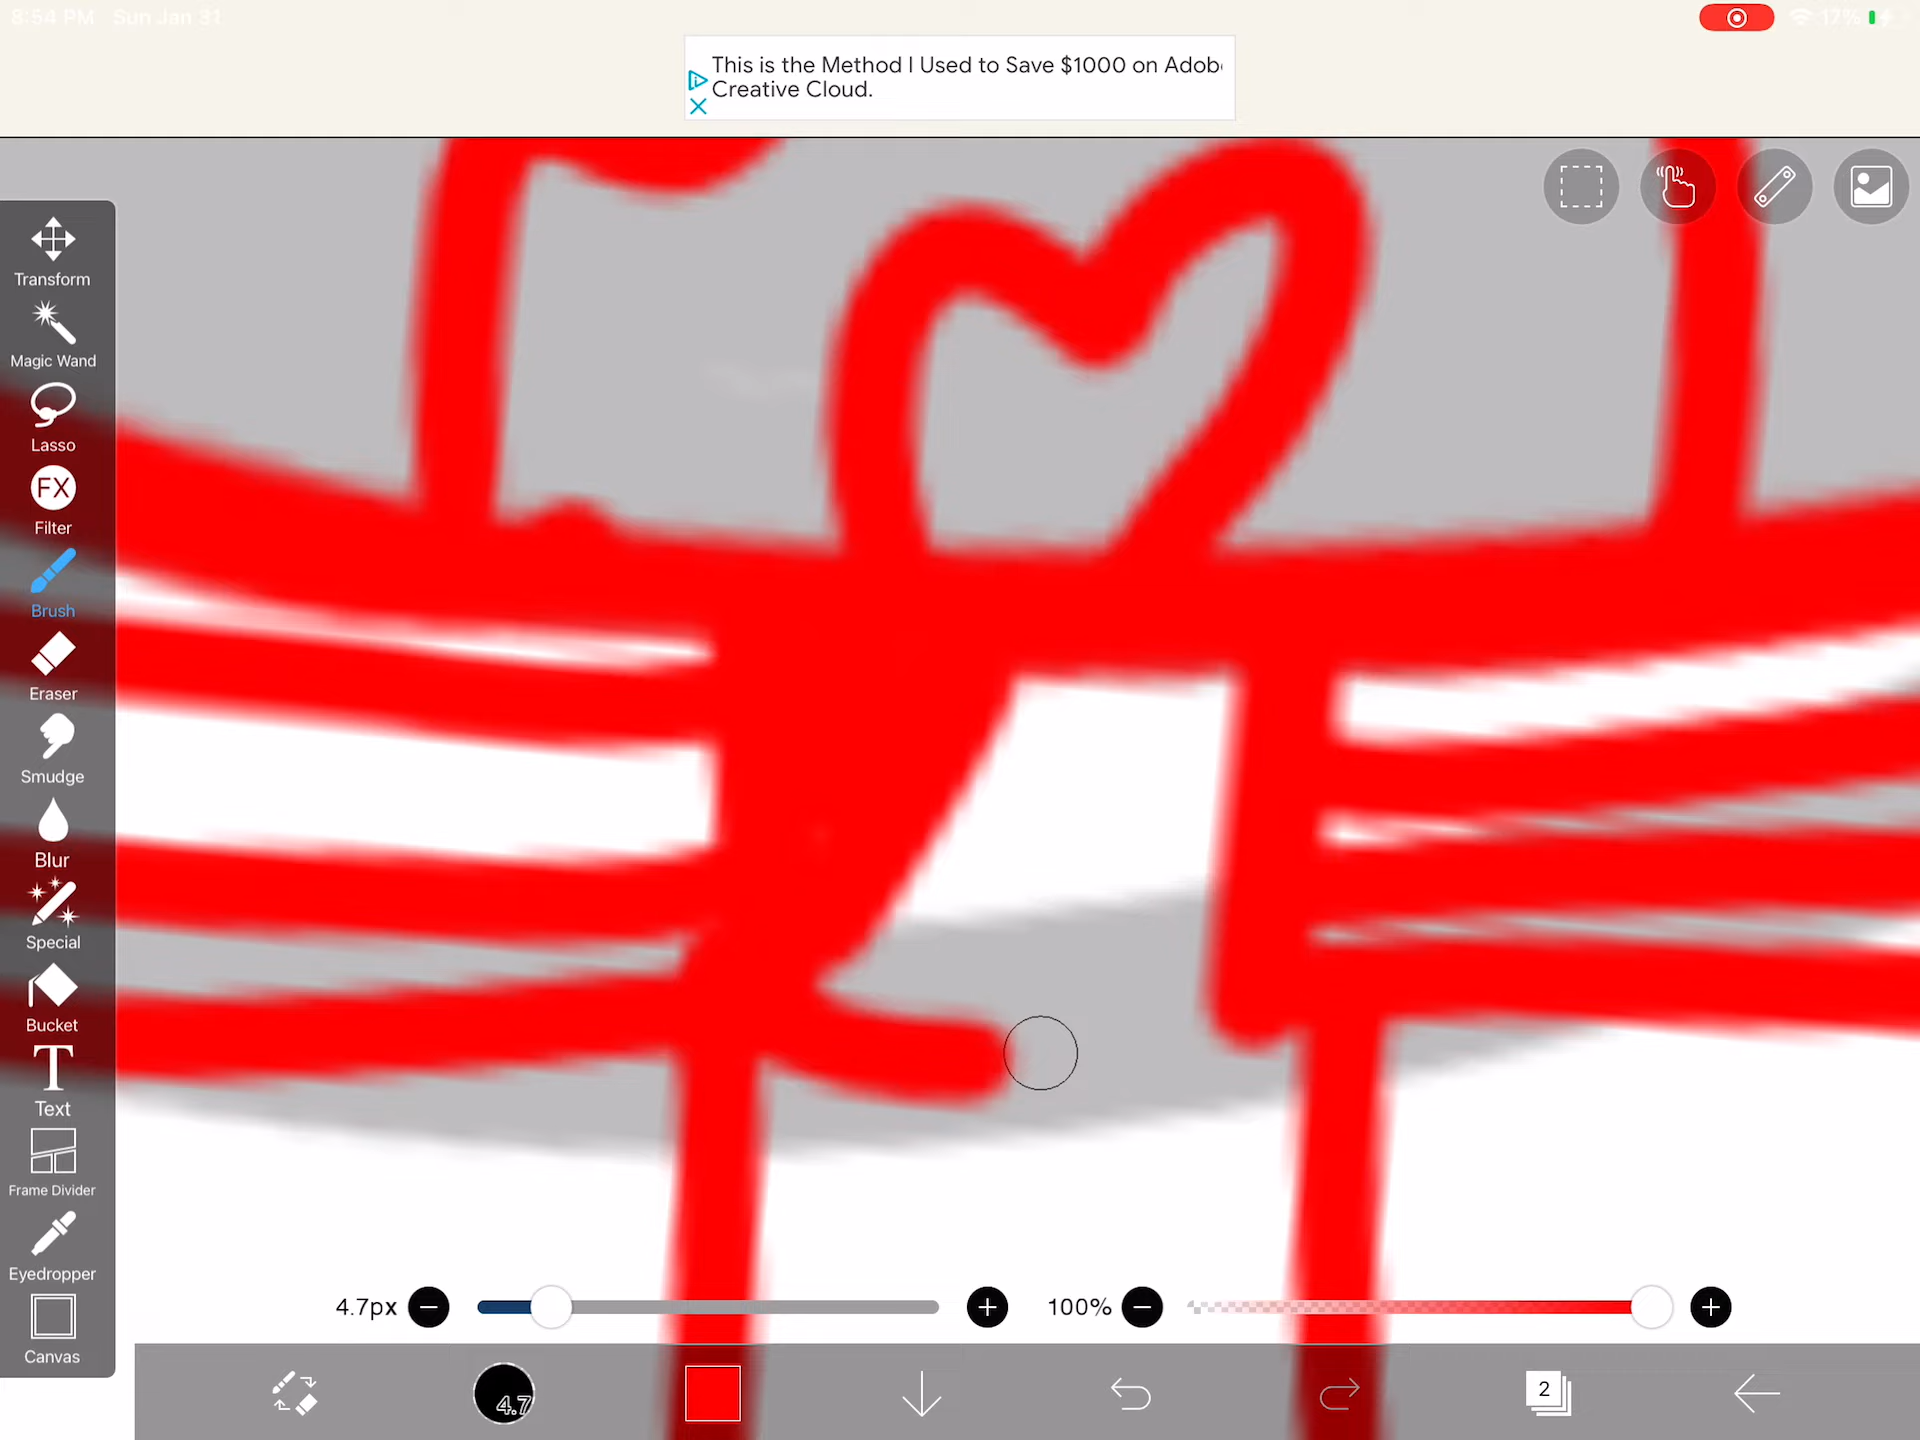 8:54 PM Sun Jan 31
17%
This is the Method I Used to Save $1000 on Adob
Creative Cloud.
Transform
Magic Wand
Lasso
FX
Filter
Brush
Eraser
Smudge
Blur
Special
Bucket
T
Text
Frame Divider
Eyedropper
Canvas
4.7px
100%
4.7
2